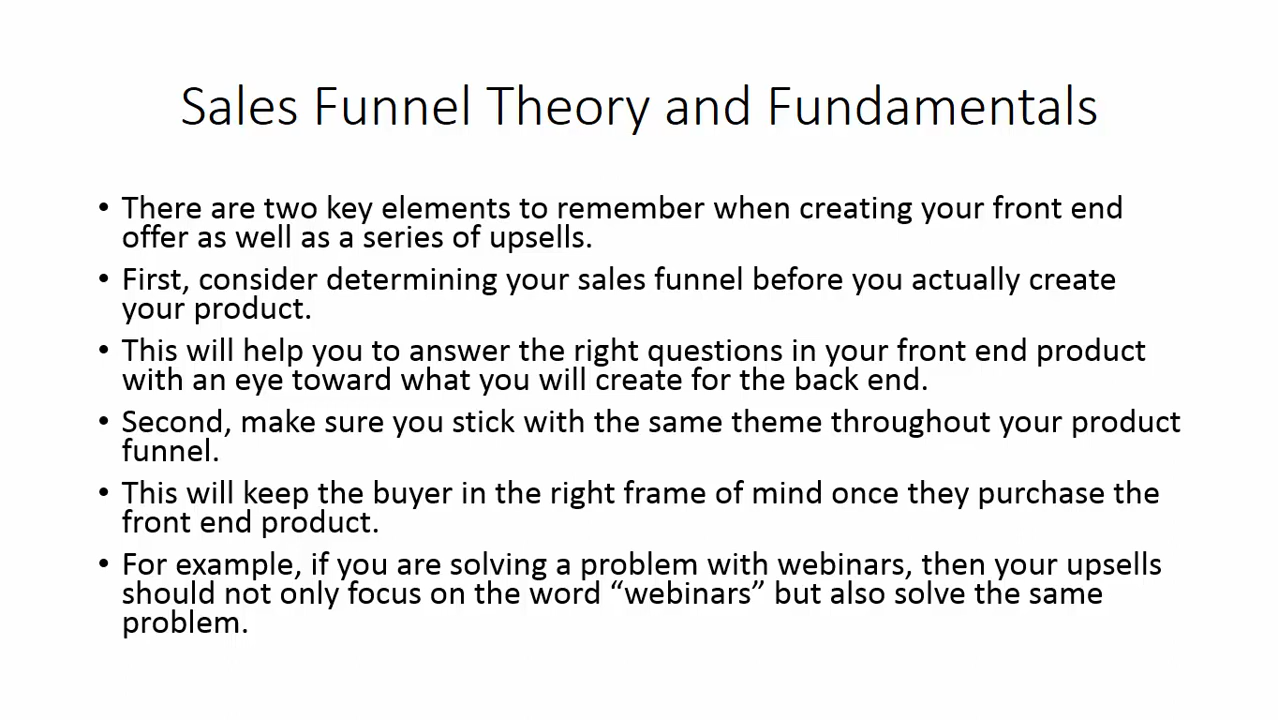 Sales Funnel Theory and Fundamentals
• There are two key elements to remember when creating your front end
offer as well as a series of upsells.
• First, consider determining your sales funnel before you actually create
your product.
• This will help you to answer the right questions in your front end product
with an eye toward what you will create for the back end.
• Second, make sure you stick with the same theme throughout your product
funnel.
• This will keep the buyer in the right frame of mind once they purchase the
front end product.
• For example, if you are solving a problem with webinars, then your upsells
should not only focus on the word “webinars” but also solve the same
problem.